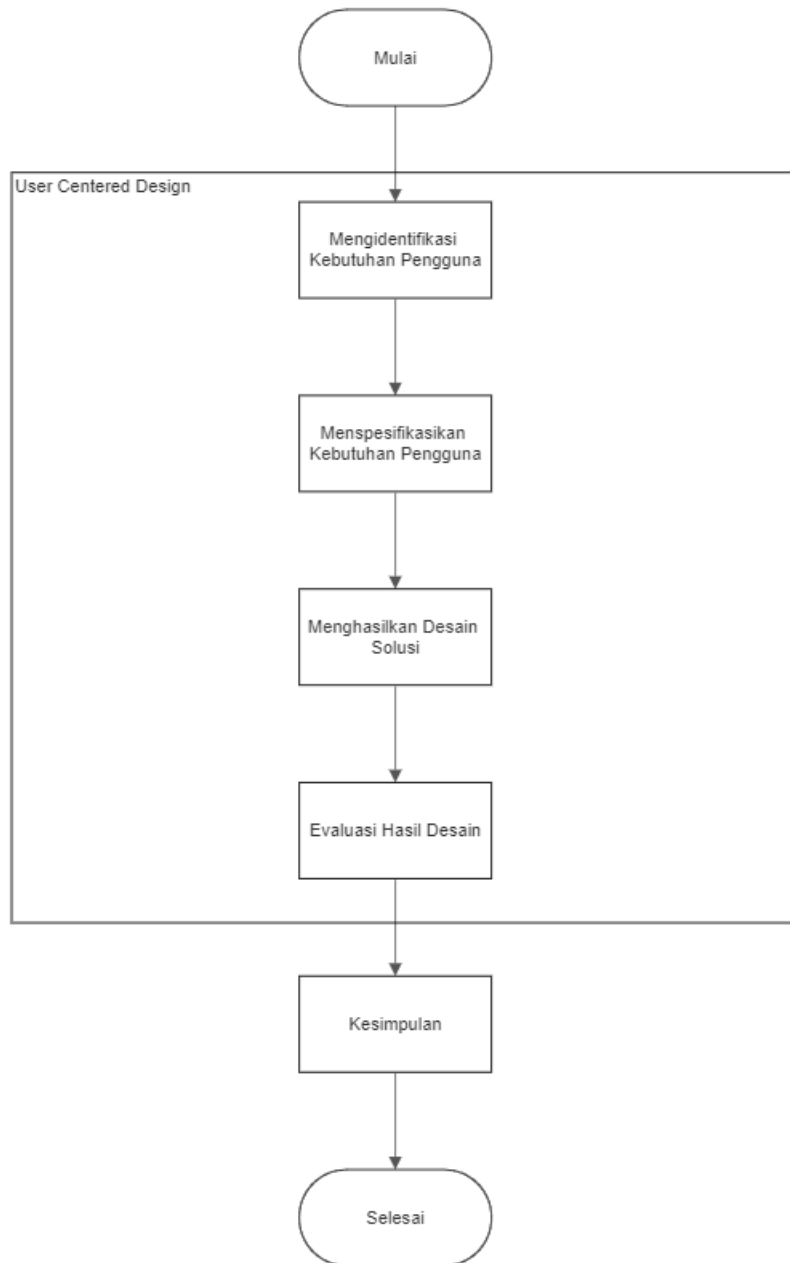 Mulai
User Centered Design
Mengidentifikasi
Kebutuhan Pengguna
Menspesifikasikan
Kebutuhan Pengguna
Menghasilkan Desain
Solusi
Evaluasi Hasil Desain
Kesimpulan
Selesai